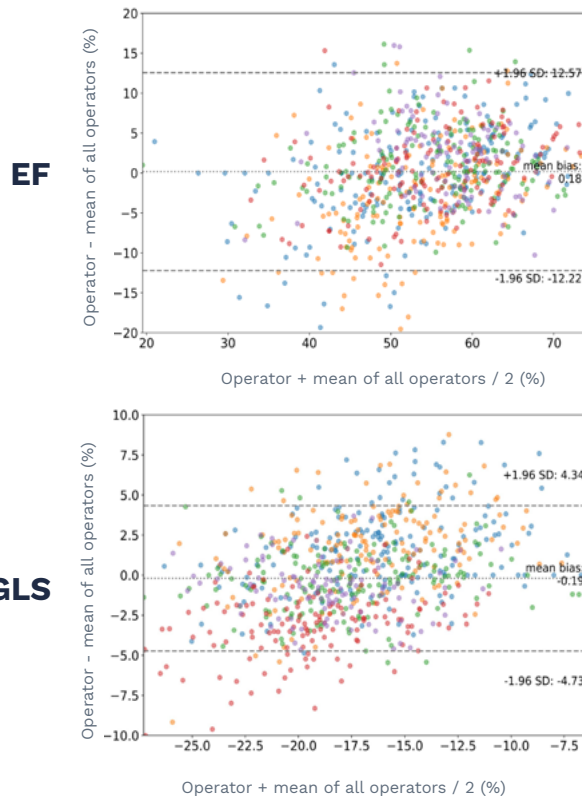 EF
Operator - mean of all operators (%)
20
15
10
5
0
−5
−10
−15
−20
+1.96 SD: 12.57
mean bias:
0.18
-1.96 SD: -12.22
20
30
40
50
60
70
Operator + mean of all operators / 2 (%)
GLS
Operator - mean of all operators (%)
10.0
7.5
5.0
2.5
0.0
−2.5
−5.0
−7.5
−10.0
+1.96 SD: 4.34
mean bias
-0.19
-1.96 SD: -4.73
−25.0
−22.5
−20.0
−17.5
−15.0
−12.5
−10.0
−7.5
Operator + mean of all operators / 2 (%)